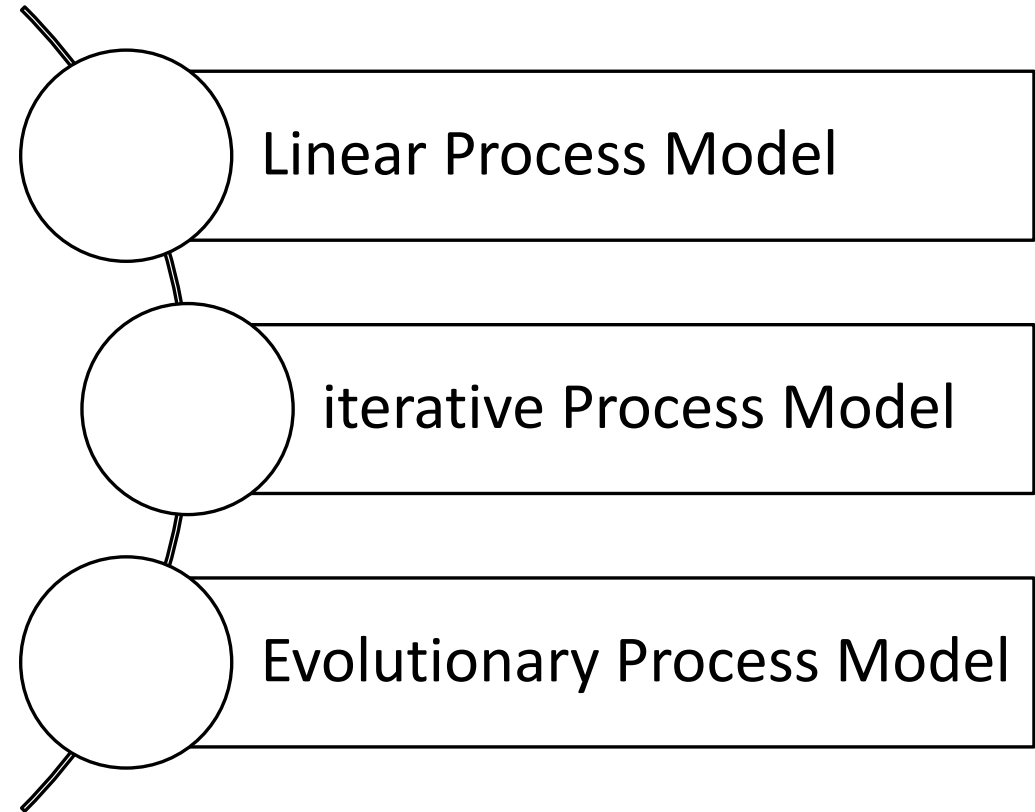 Linear Process Model
iterative Process Model
Evolutionary Process Model